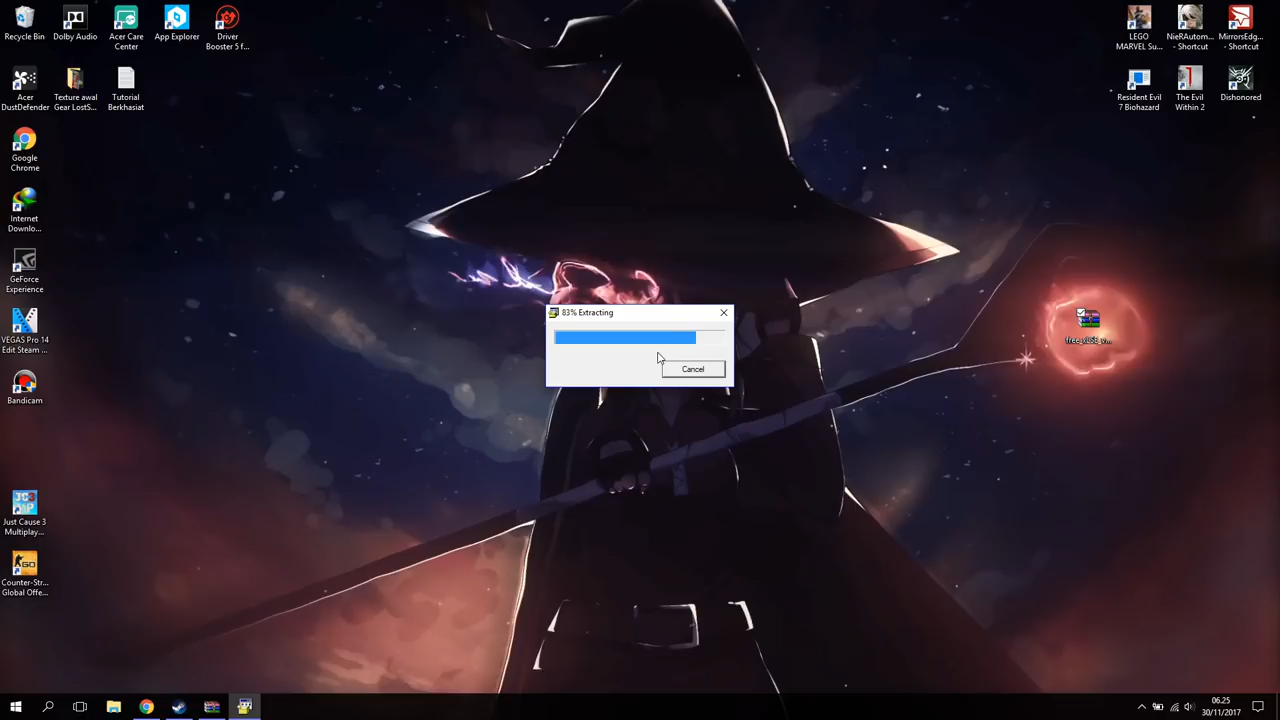 Recycle Bin
Dolby Audio
Acer Care
Center
App Explorer
Driver
Booster 5 f...
LEGO
MARVEL Su...
NieRAutom...
- Shortcut
MirrorsEdg...
- Shortcut
Acer
DustDefender
Texture awal
Gear LostS...
Tutorial
Berkhasiat
Resident Evil
7 Biohazard
The Evil
Within 2
Dishonored
Google
Chrome
Internet
Downlo...
GeForce
Experience
83% Extracting
Cancel
VEGAS Pro 14
Edit Steam ...
Bandicam
Just Cause 3
Multiplay...
Counter-Str...
Global Offe...
06.25
30/11/2017